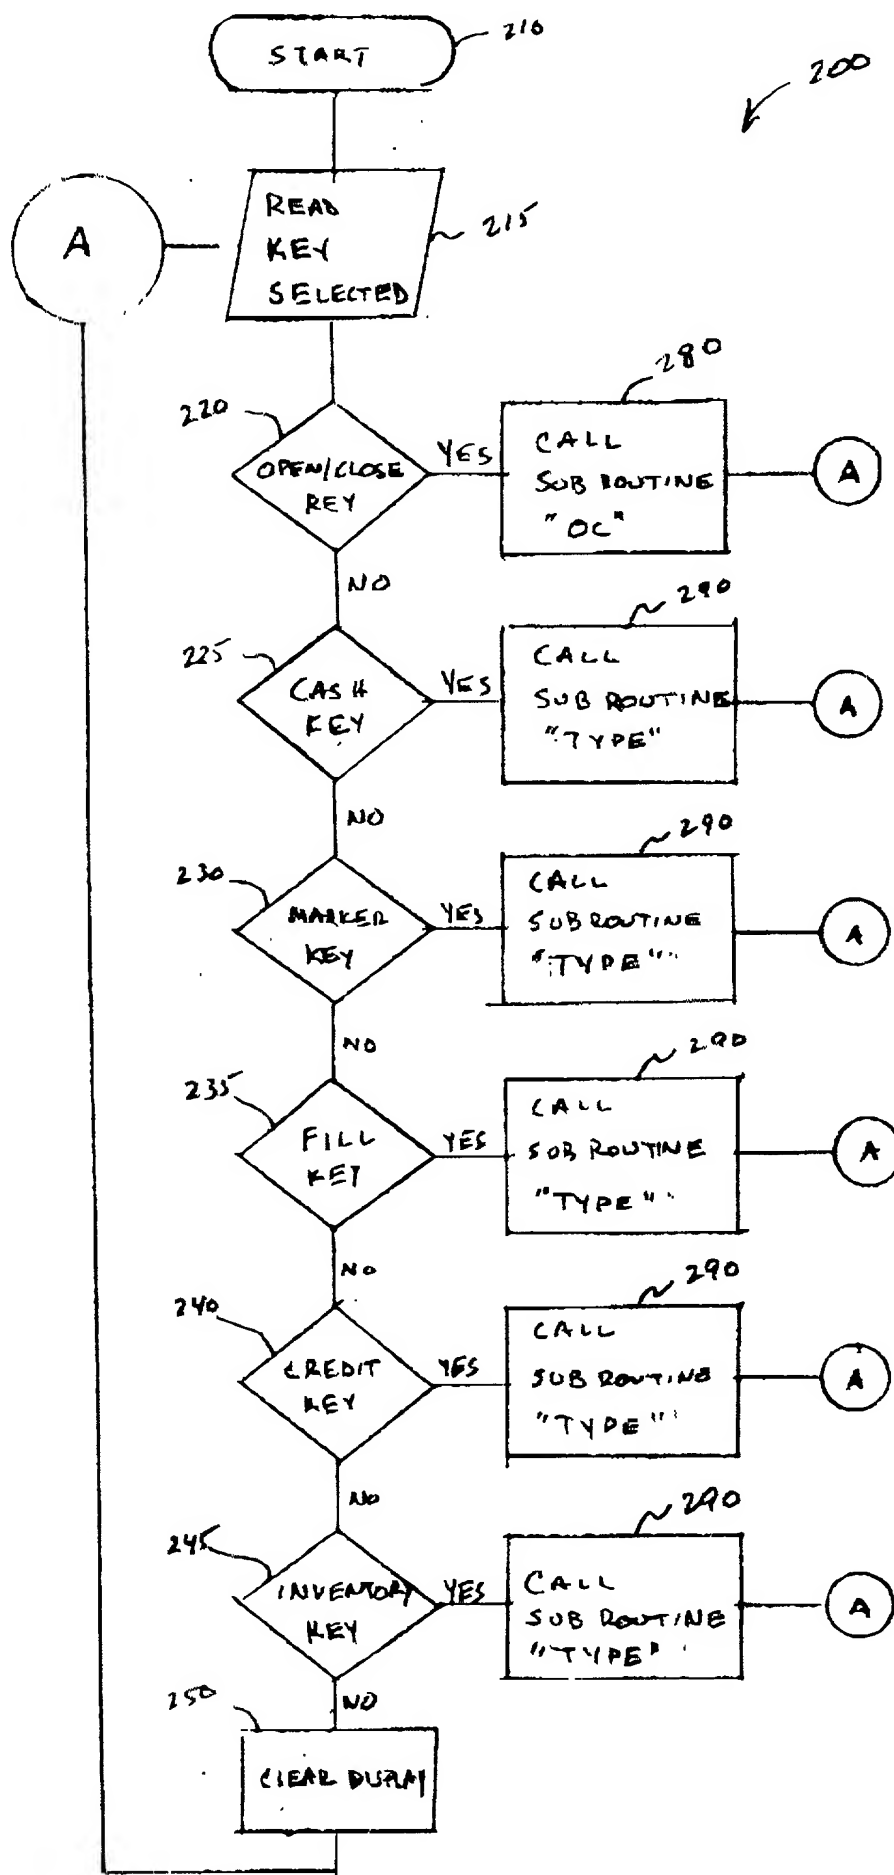 START
210
200
A
READ
KEY
SELECTED
215
220
OPEN/CLOSE
KEY
YES
280
CALL
SUB ROUTINE
"OC"
A
NO
225
CASH
KEY
YES
290
CALL
SUB ROUTINE
"TYPE"
A
NO
230
MARKER
KEY
YES
290
CALL
SUBROUTINE
"TYPE"
A
NO
235
FILL
KEY
YES
290
CALL
SUB ROUTINE
"TYPE"
A
NO
240
CREDIT
KEY
YES
290
CALL
SUB ROUTINE
"TYPE"
A
NO
245
INVENTORY
KEY
YES
290
CALL
SUB ROUTINE
"TYPE"
A
NO
250
CLEAR DISPLAY